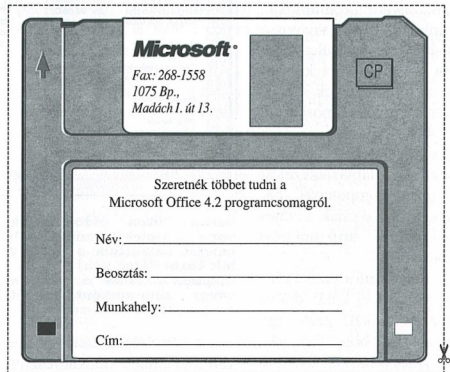 Microsoft
Fax: 268-1558
1075 Bp.,
Madách I. út 13.
CP
Szeretnék többet tudni a
Microsoft Office 4.2 programcsomagról.
Név:
Beosztás:
Munkahely:
Cím: